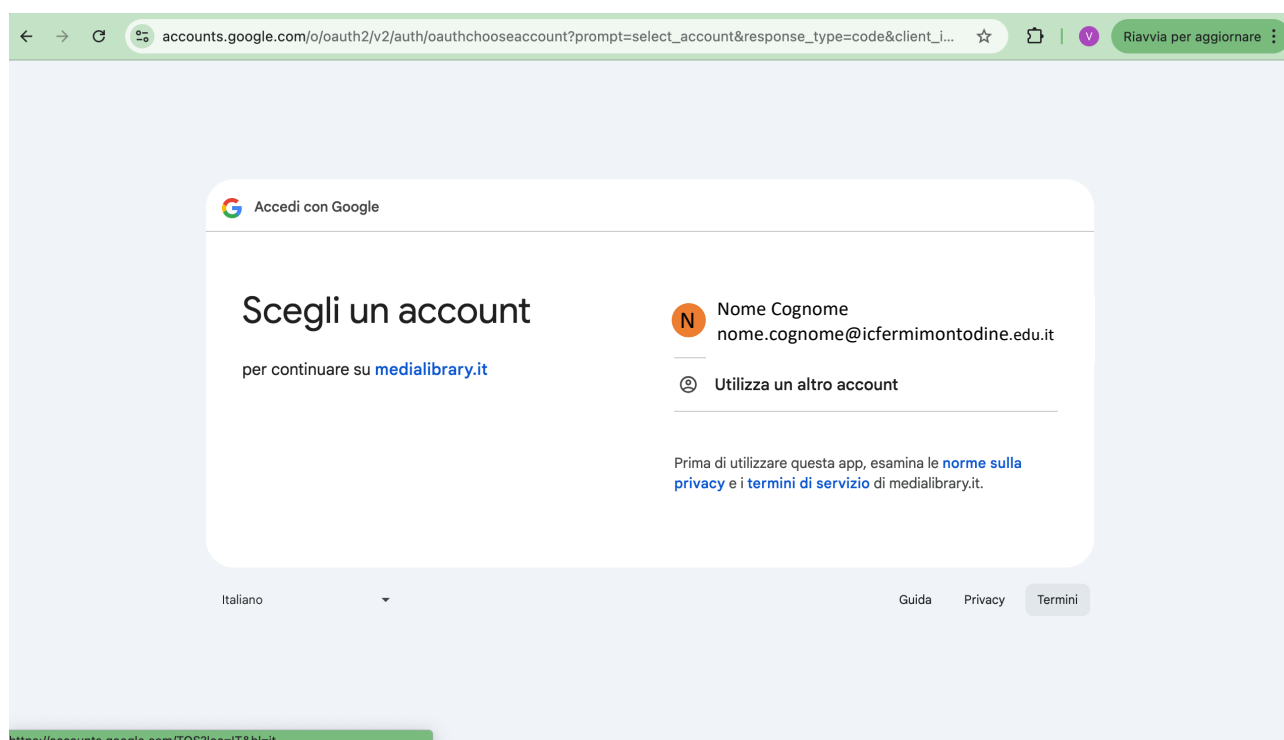 accounts.google.com/o/oauth2/v2/auth/oauthchooseaccount?prompt=select_account&response_type=code&client_i...
V
Riavvia per aggiornare
Accedi con Google
Scegli un account
per continuare su medialibrary.it
N
Nome Cognome
nome.cognome@icfermimontodine.edu.it
Utilizza un altro account
Prima di utilizzare questa app, esamina le norme sulla
privacy e i termini di servizio di medialibrary.it.
Italiano
Guida
Privacy
Termini